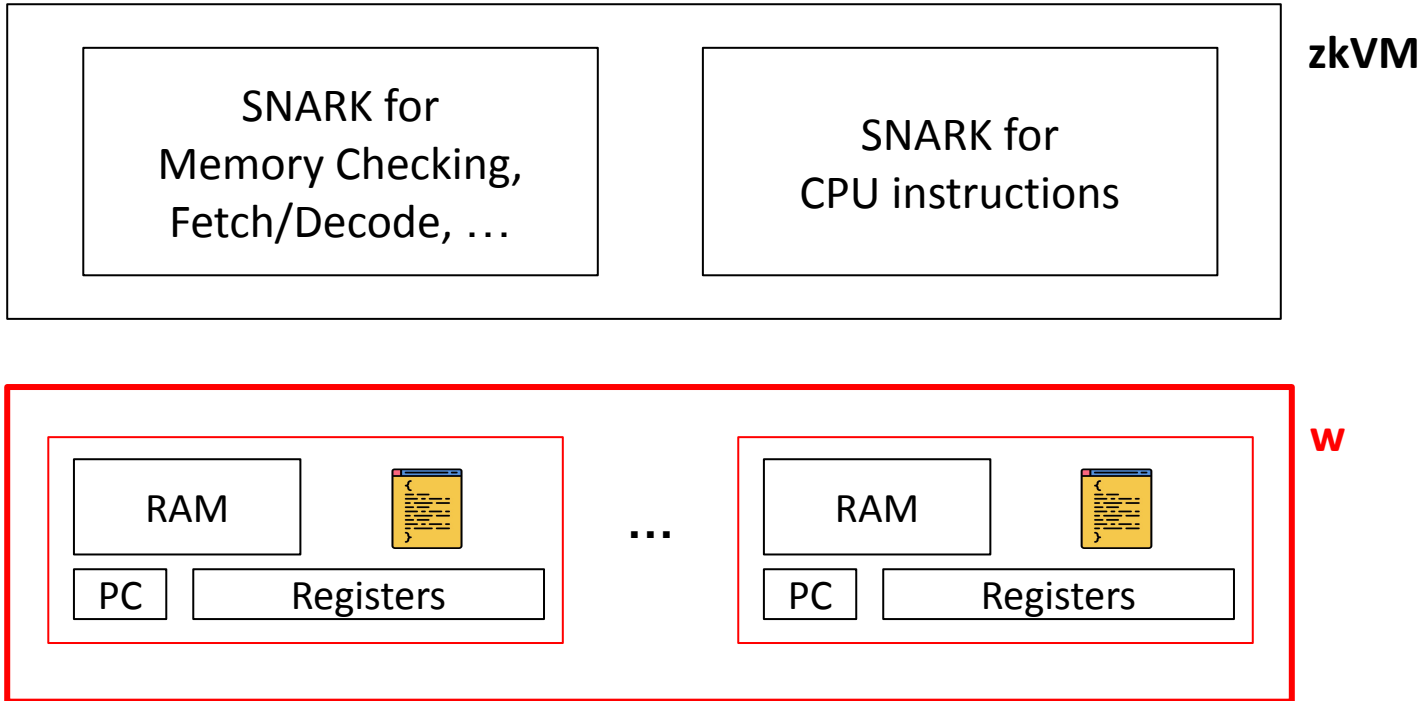 zkVM
SNARK for
Memory Checking,
Fetch/Decode, …
SNARK for
CPU instructions
w
RAM
{
}
PC
Registers
…
RAM
{
}
PC
Registers